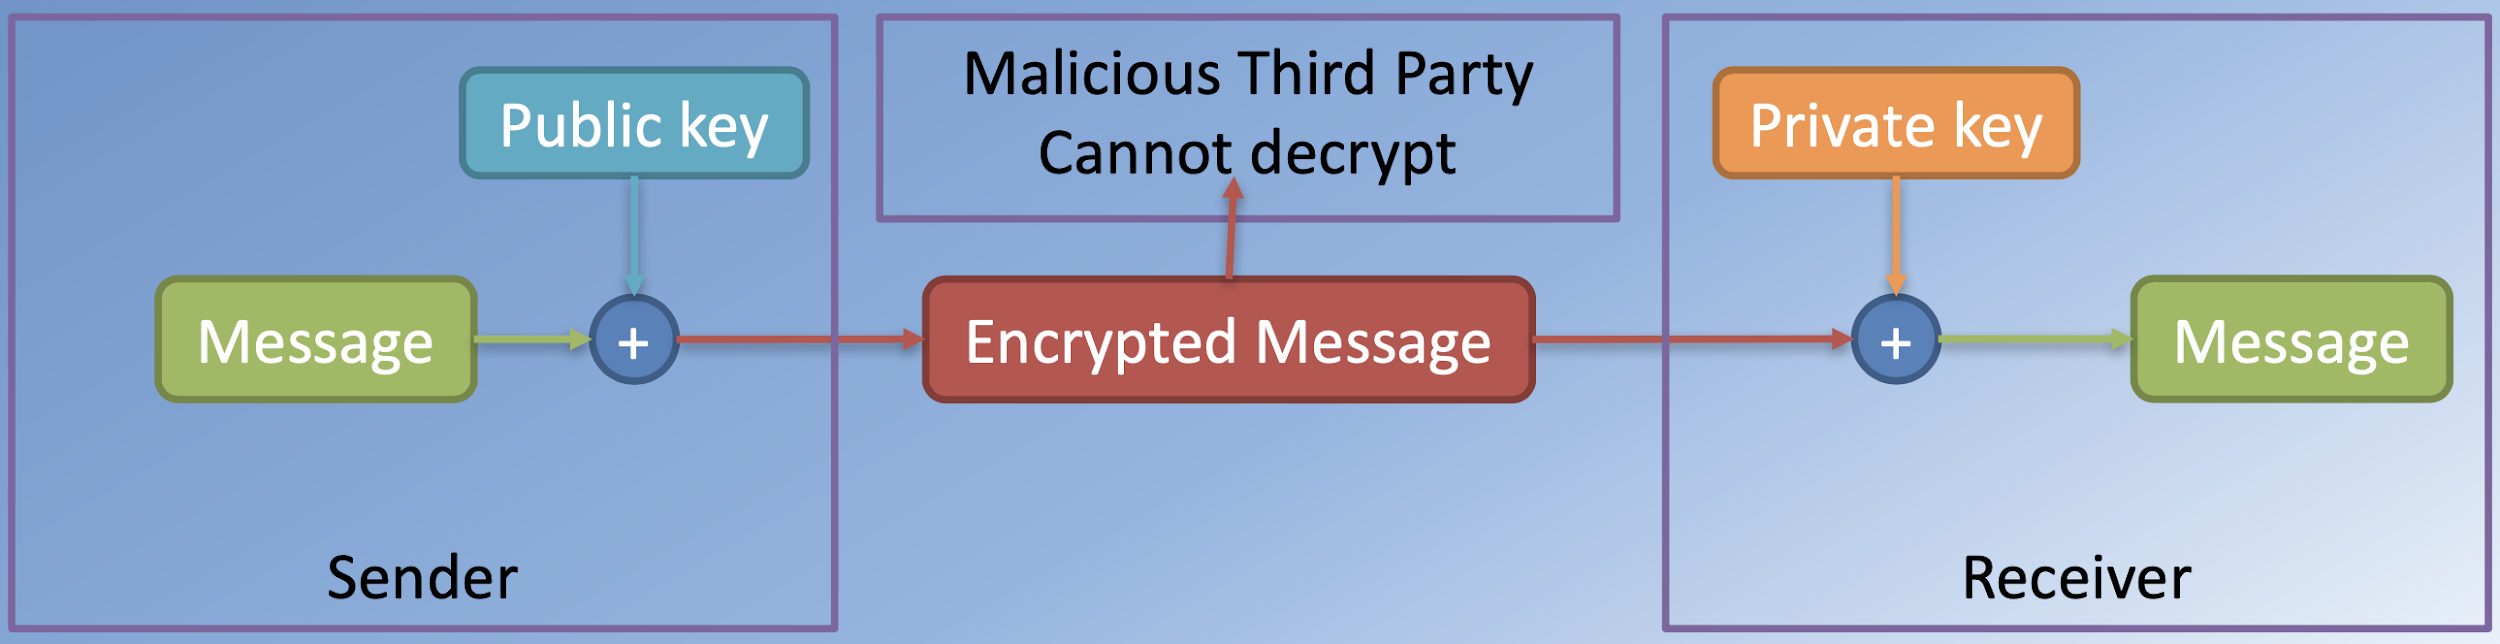 Public key
Malicious Third Party
Cannot decrypt
Private key
Message
+
Encrypted Message
+
Message
Sender
Receiver